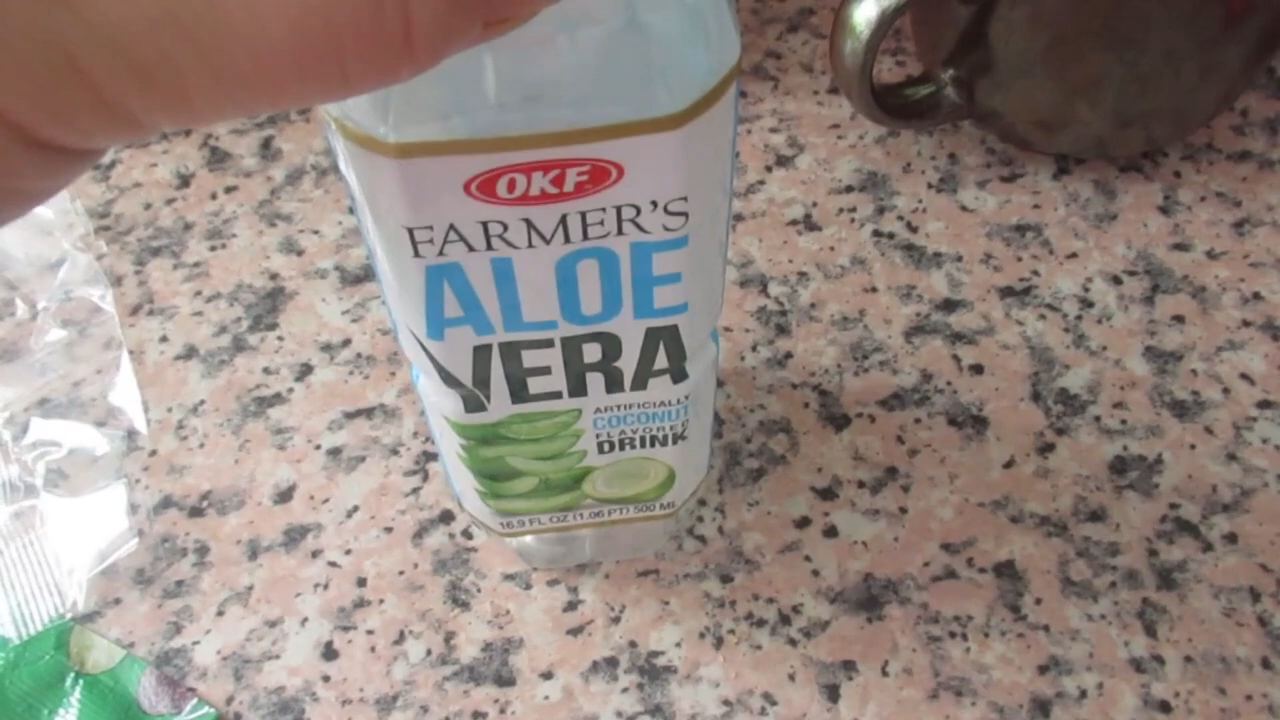 OKF
FARMER'S
ALOE
VERA
ARTIFICIALLY
COCONUT
FLAVORED
DRINK
16.9 FL OZ (1.06 PT) 500 ML